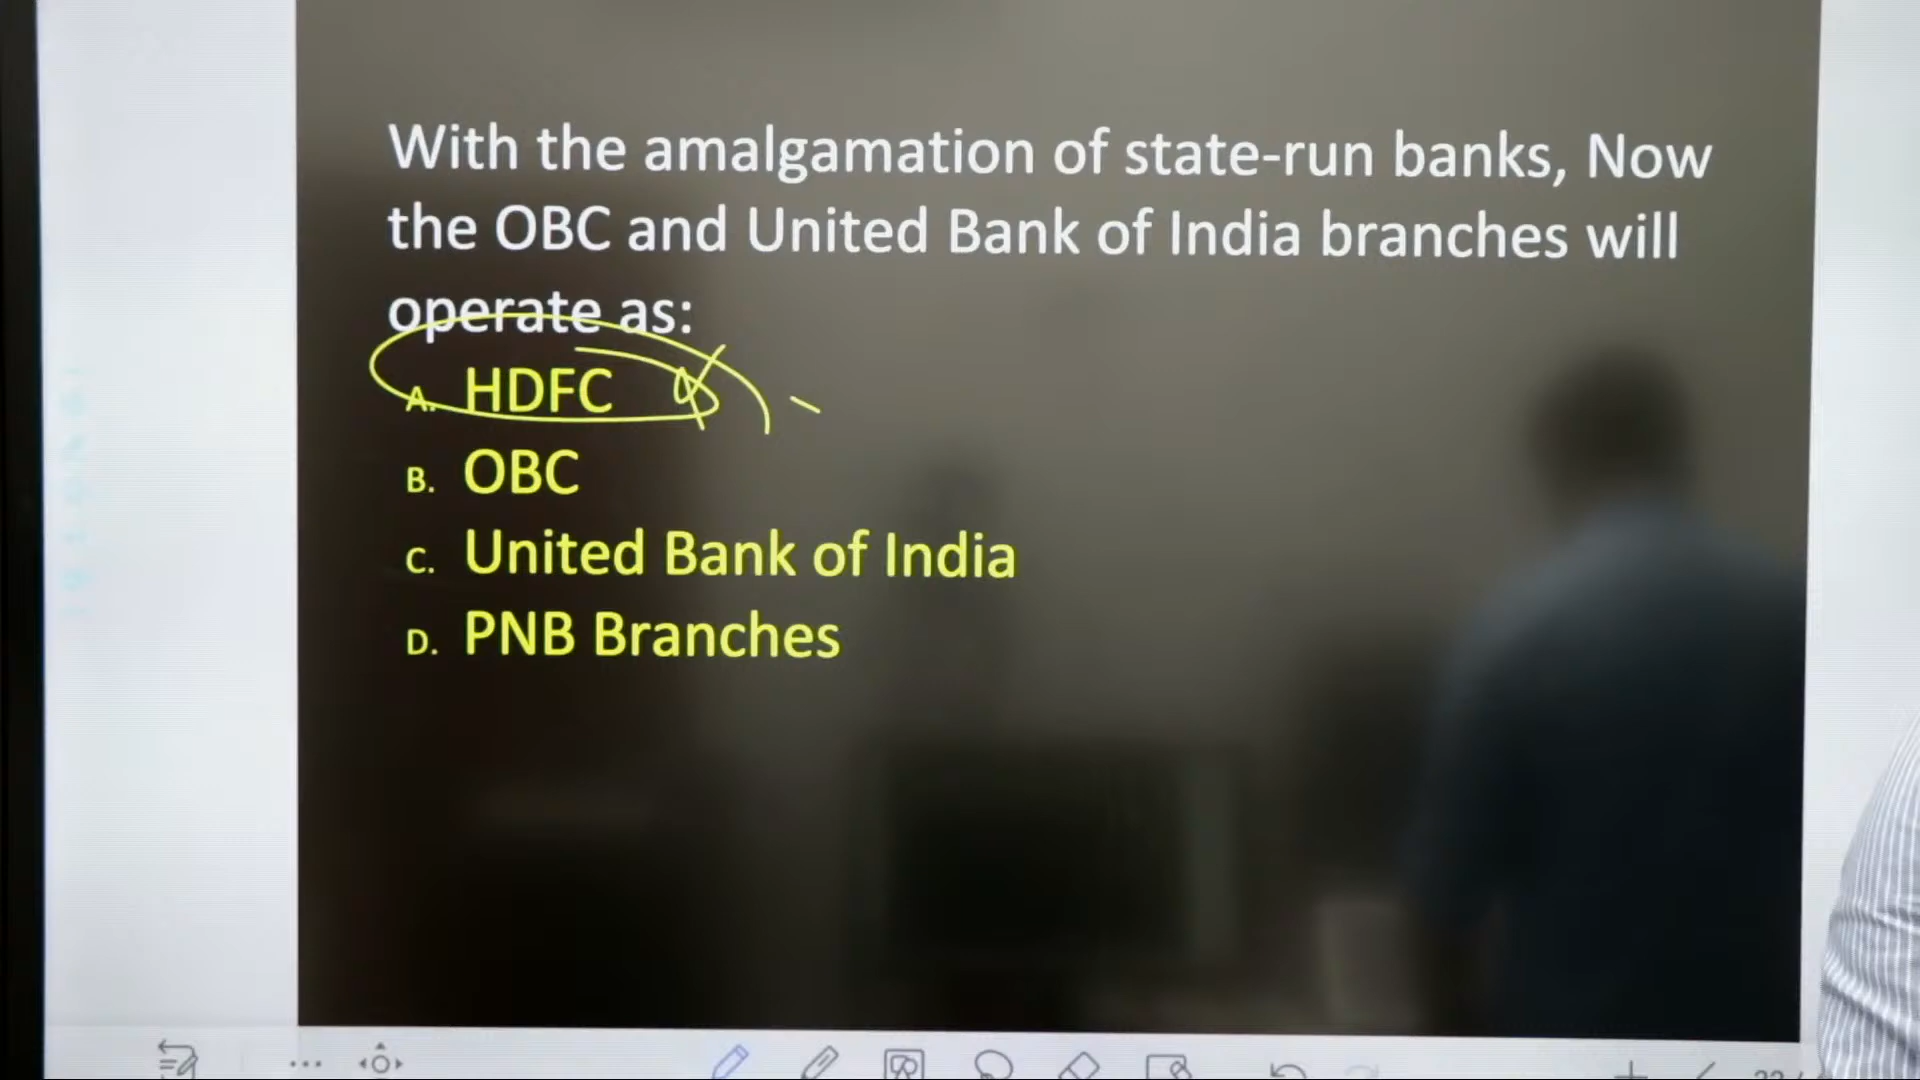 With the amalgamation of state-run banks, Now
the OBC and United Bank of India branches will
operate as:
A. HDFC
B. OBC
C. United Bank of India
D. PNB Branches